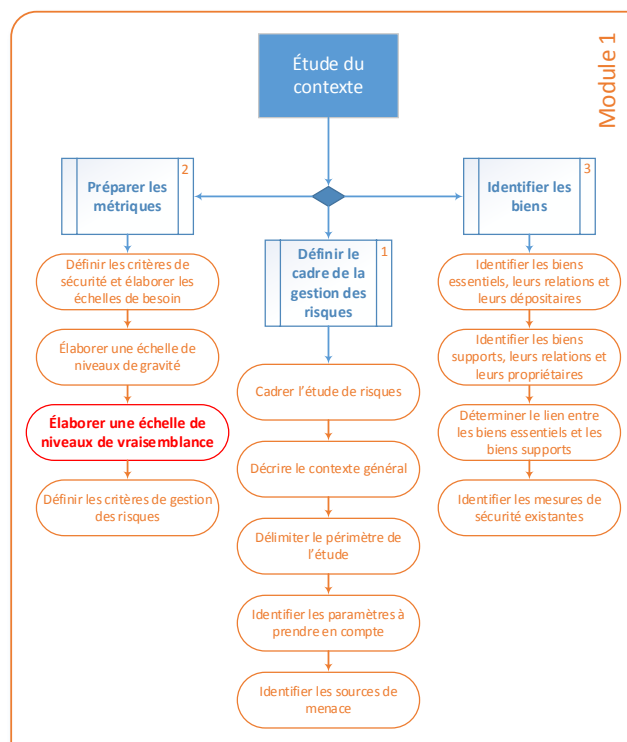 Module 1
Étude du
contexte
2
Préparer les
métriques
Définir les critères de
sécurité et élaborer les
échelles de besoin
Élaborer une échelle de
niveaux de gravité
Élaborer une échelle de
niveaux de vraisemblance
Définir les critères de gestion
des risques
1
Définir le
cadre de la
gestion des
risques
Cadrer l'étude de risques
Décrire le contexte général
Délimiter le périmètre de
l'étude
Identifier les paramètres à
prendre en compte
Identifier les sources de
menace
3
Identifier les
biens
Identifier les biens
essentiels, leurs relations et
leurs dépositaires
Identifier les biens
supports, leurs relations et
leurs propriétaires
Déterminer le lien entre
les biens essentiels et les
biens supports
Identifier les mesures de
sécurité existantes